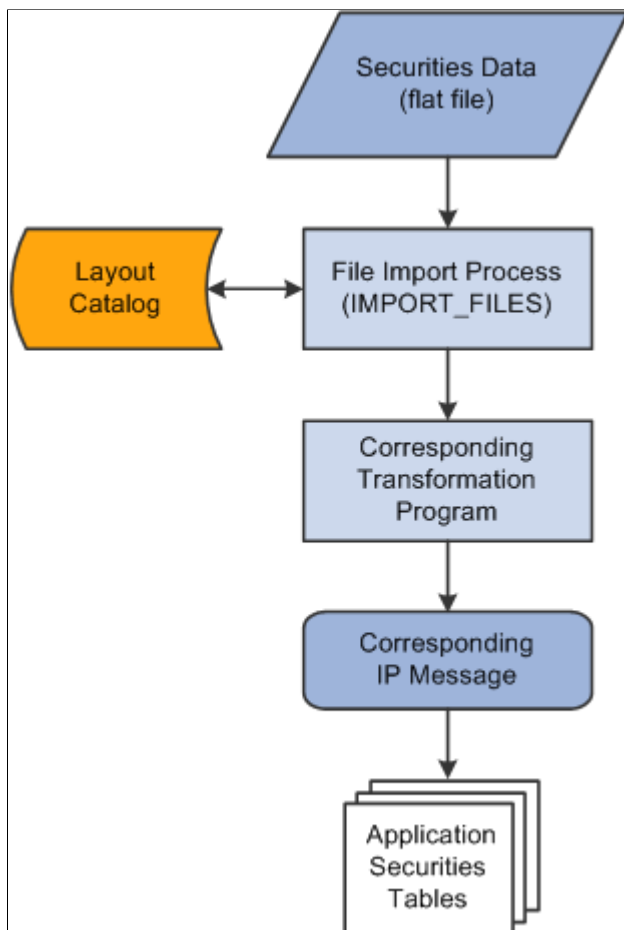 Securities Data
(flat file)
Layout
Catalog
File Import Process
(IMPORT_FILES)
Corresponding
Transformation
Program
Corresponding
IP Message
Application
Securities
Tables